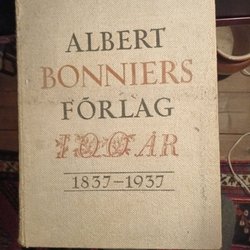 ALBERT
BONNIERS
FÖRLAG
100 ÅR
1837-1937